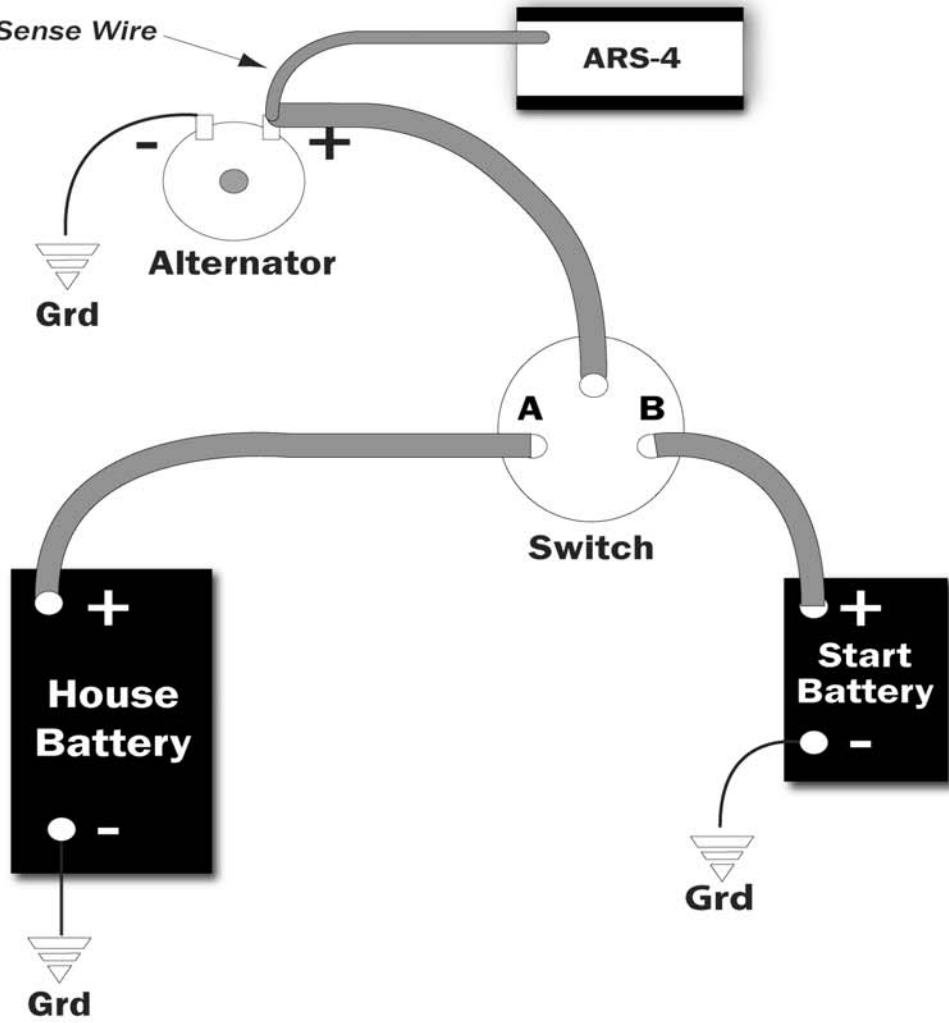 Sense Wire
ARS-4
-
+
Alternator
Grd
A
B
Switch
+
House
Battery
-
Grd
+
Start
Battery
-
Grd